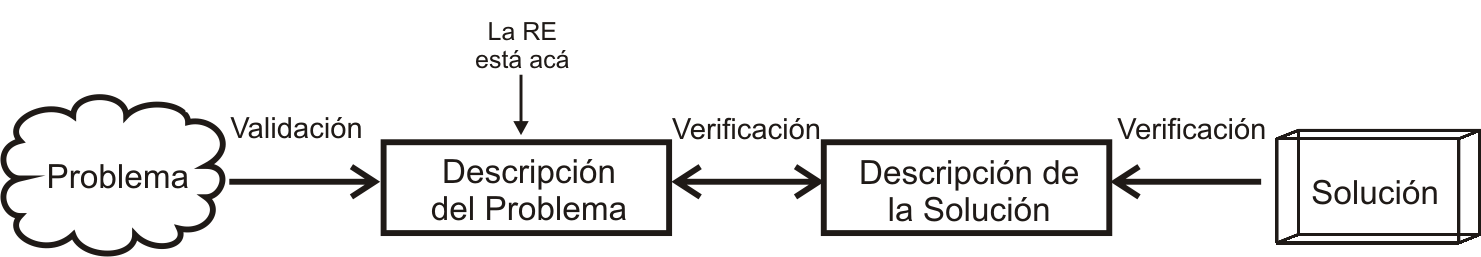 La RE
está acá
Problema
Validación
Descripción
del Problema
Verificación
Descripción de
la Solución
Verificación
Solución